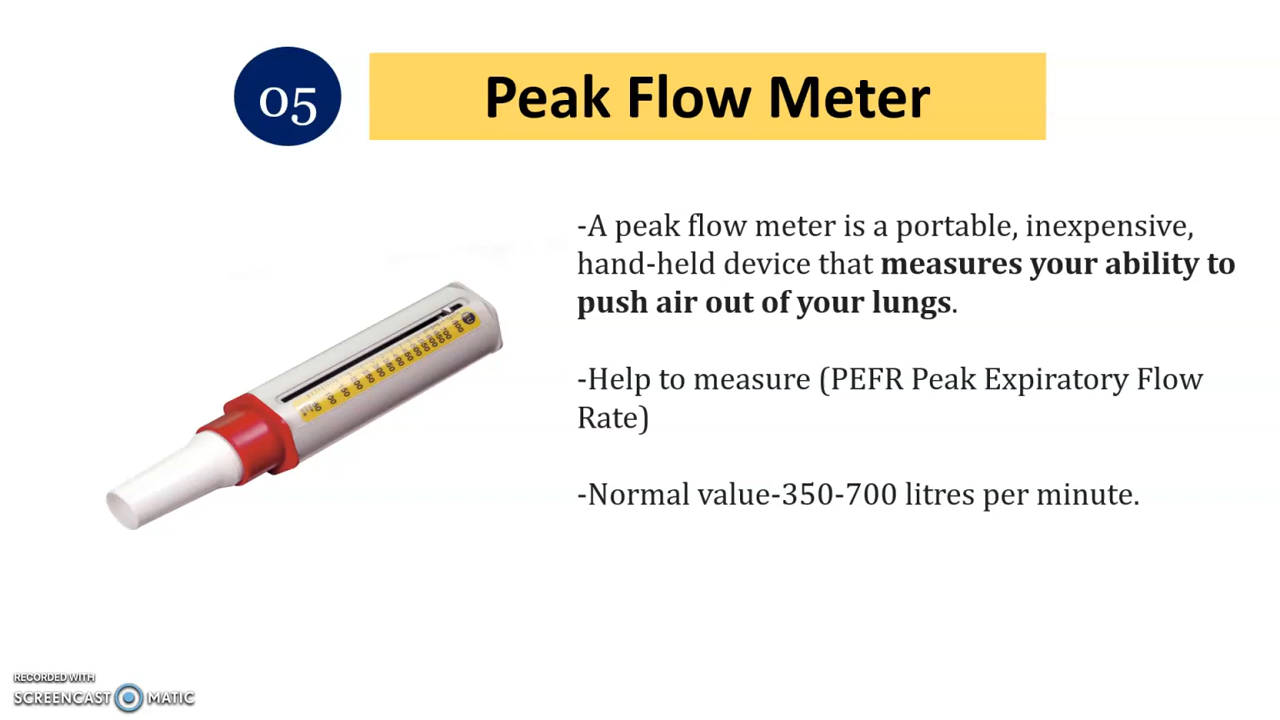 05
Peak Flow Meter
-A peak flow meter is a portable, inexpensive,
hand-held device that measures your ability to
push air out of your lungs.
-Help to measure (PEFR Peak Expiratory Flow
Rate)
-Normal value-350-700 litres per minute.
RECORDED WITH
SCREENCAST MATIC